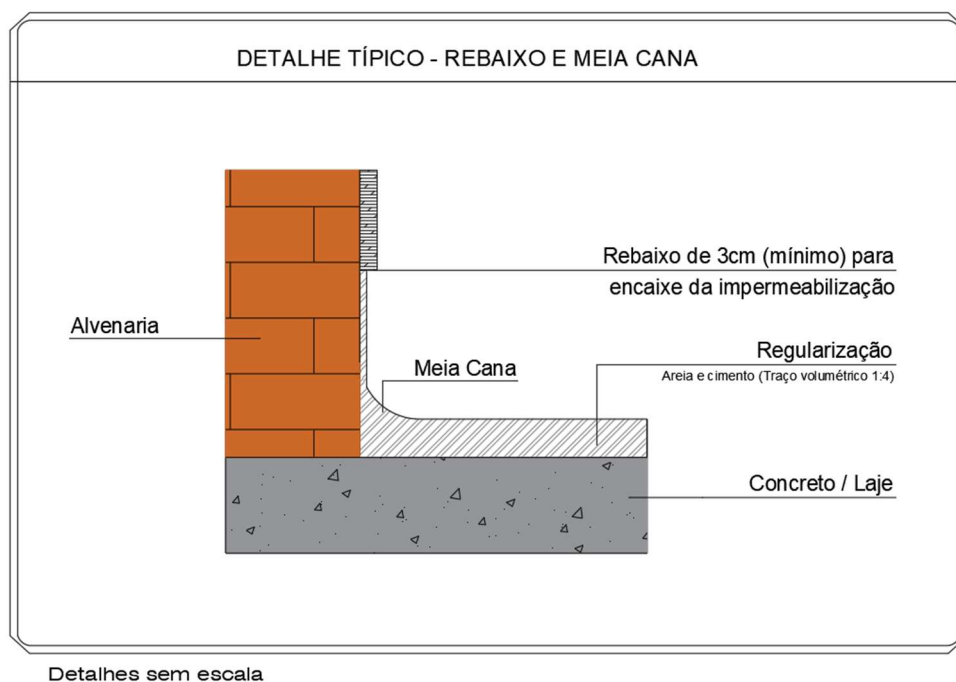 DETALHE TÍPICO - REBAIXO E MEIA CANA
Rebaixo de 3cm (mínimo) para
encaixe da impermeabilização
Alvenaria
Regularização
Meia Cana
Areia e cimento (Traço volumétrico 1:4)
Concreto / Laje
Detalhes sem escala